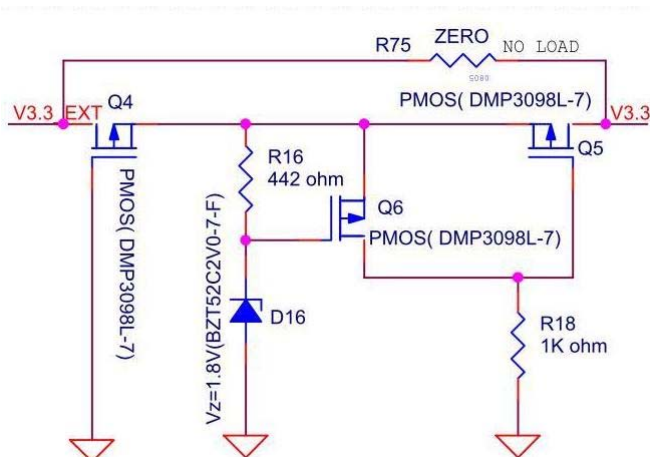 R75
ZERO
NO LOAD
0805
V3.3_EXT
Q4
PMOS( DMP3098L-7)
V3.3
Q5
R16
442 ohm
PMOS( DMP3098L-7)
Q6
PMOS( DMP3098L-7)
Vz=1.8V(BZT52C2V0-7-F)
D16
R18
1K ohm